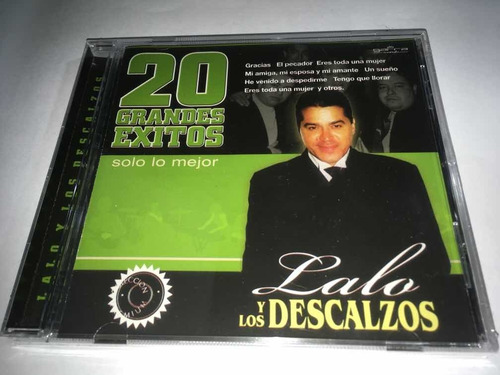 20
GRANDES
EXITOS
solo lo mejor
Gracias El pecador Eres toda una mujer
Mi amiga, mi esposa y mi amante Un sueño
He venido a despedirme Tengo que llorar
Eres toda una mujer y otros.
Lalo
Y LOS DESCALZOS
LALO Y LOS DESCALZOS